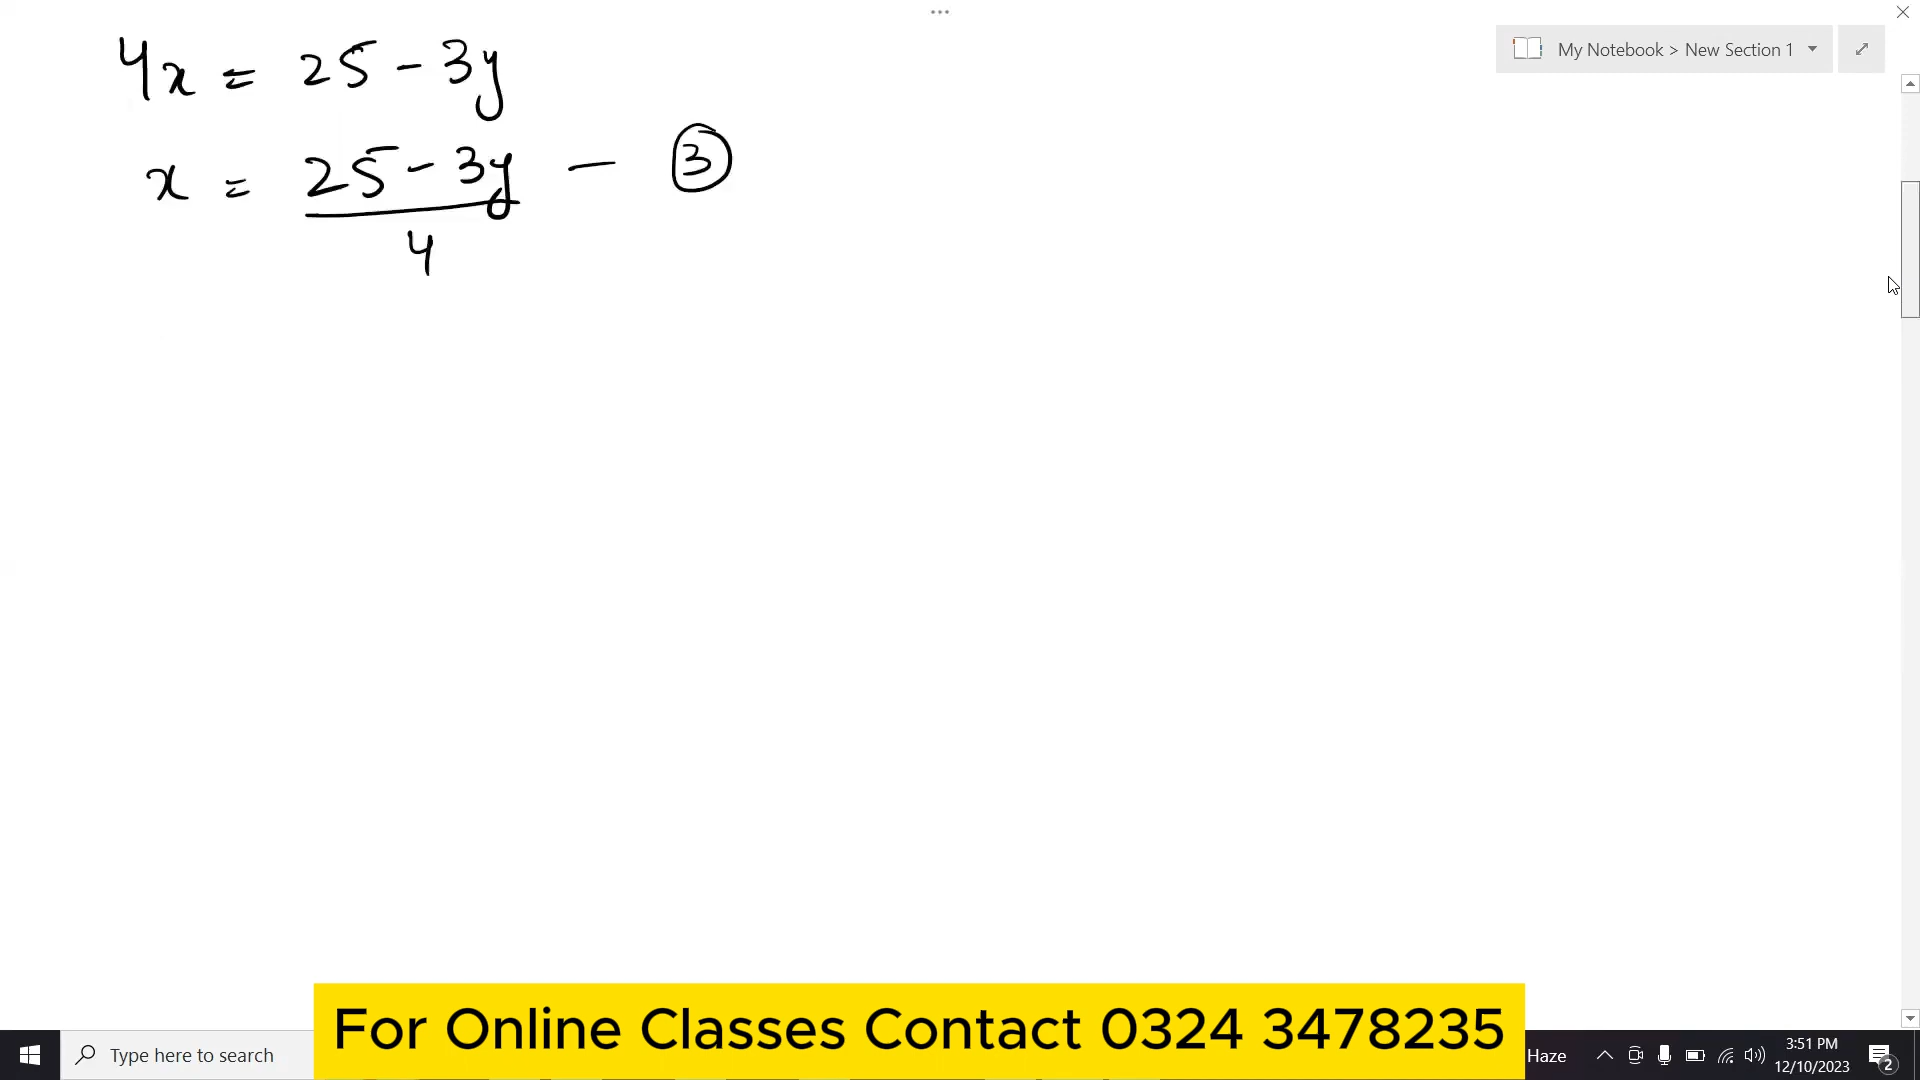 4x = 25 - 3y
My Notebook > New Section 1
x = 25 - 3y — ③
4
For Online Classes Contact 0324 3478235
Type here to search
Haze
3:51 PM
12/10/2023
2